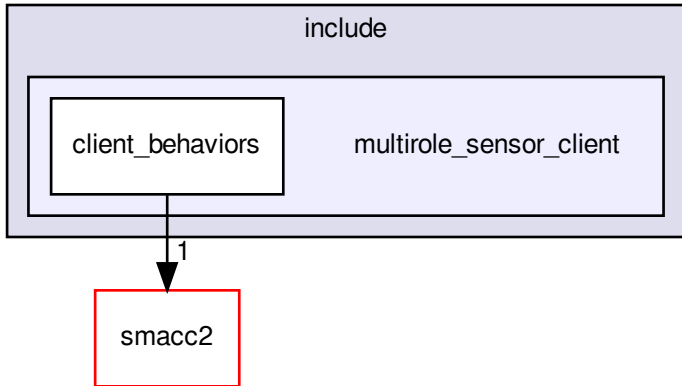 include
client_behaviors
multirole_sensor_client
1
smacc2